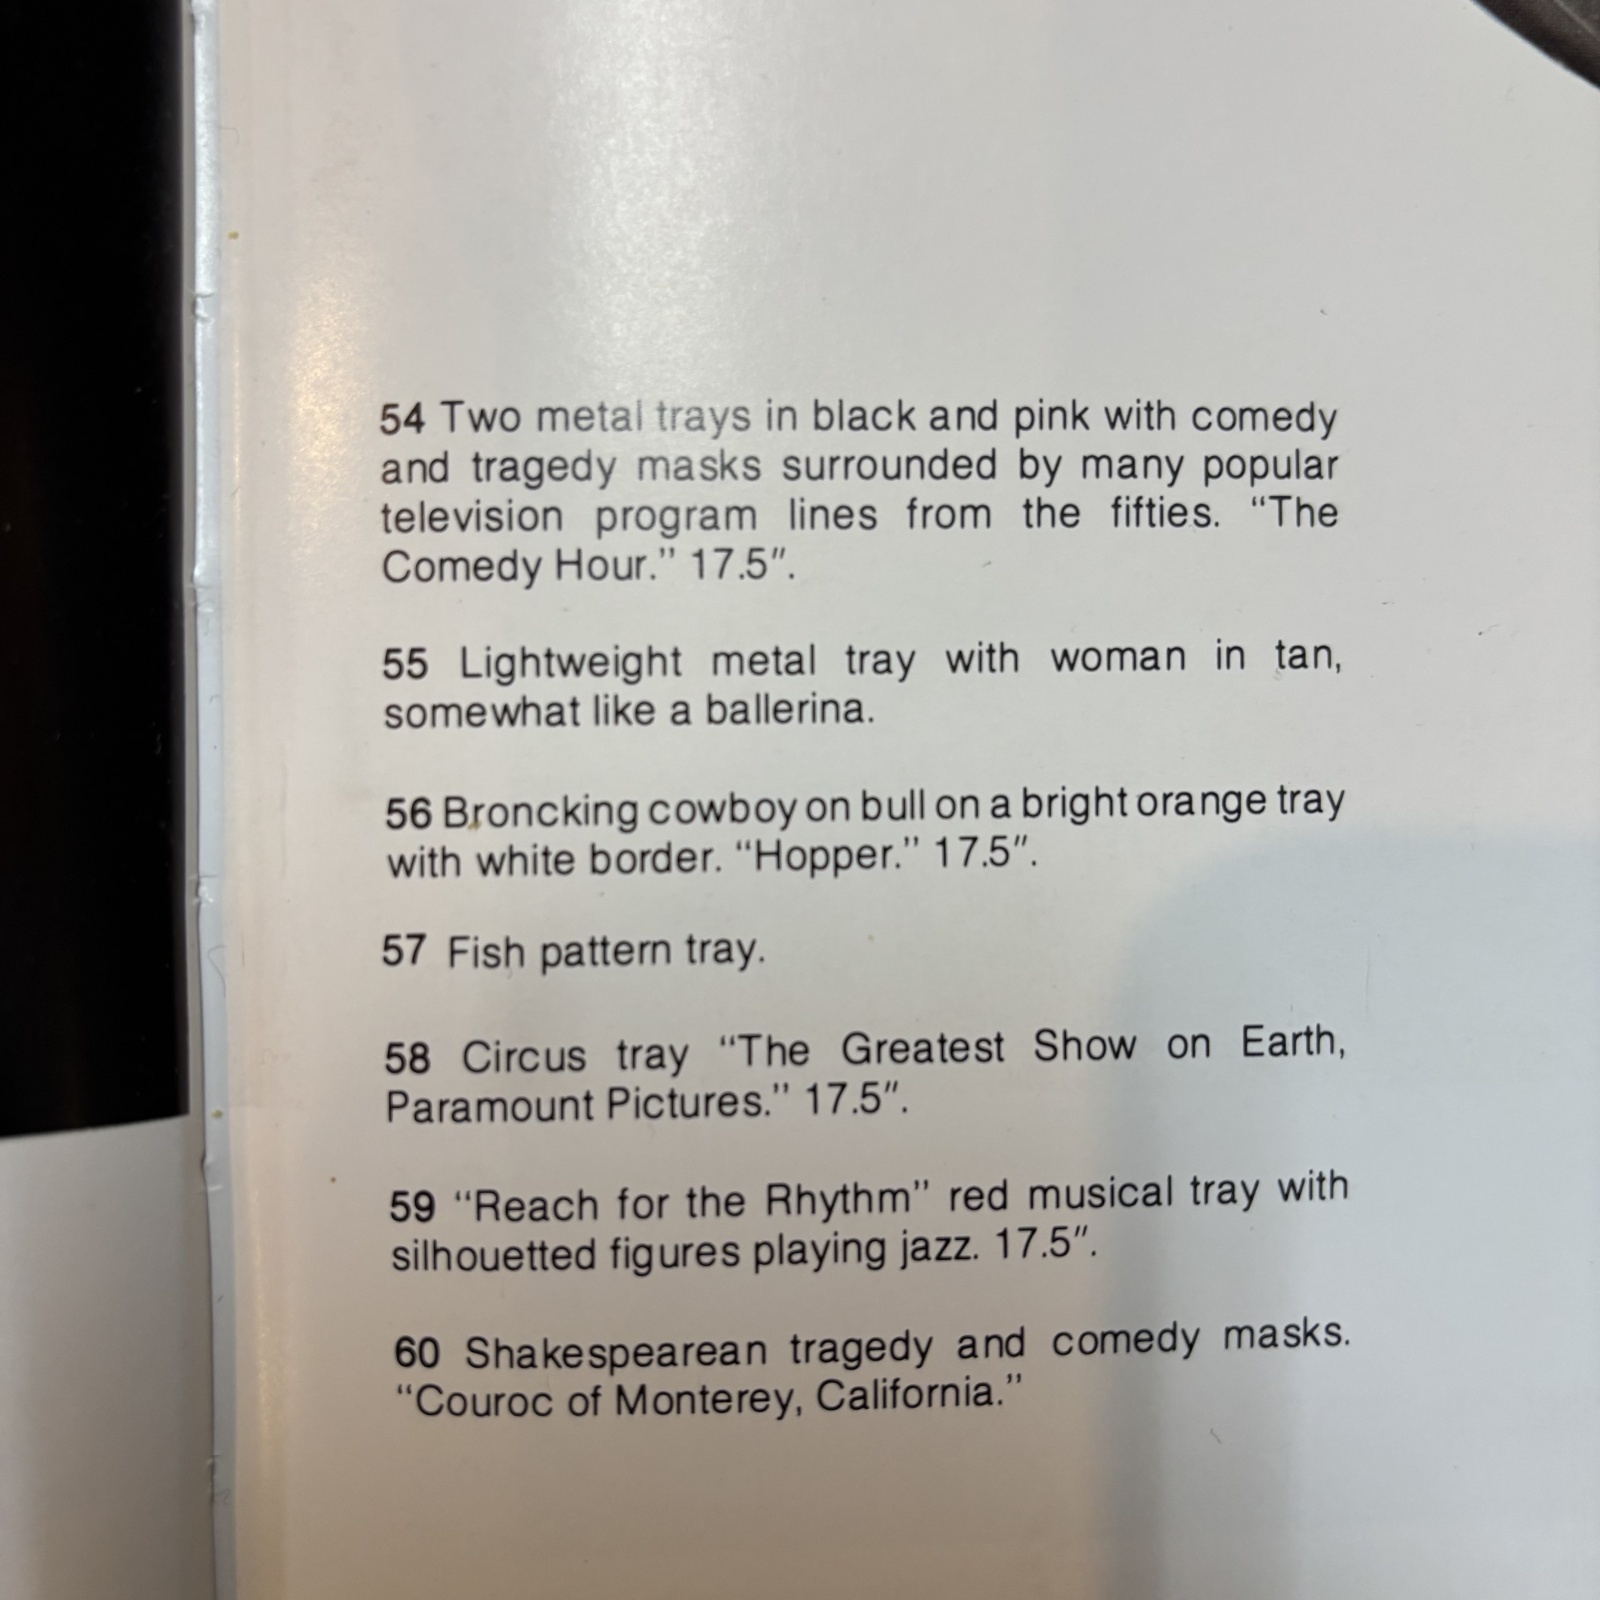 54 Two metal trays in black and pink with comedy
and tragedy masks surrounded by many popular
television program lines from the fifties. “The
Comedy Hour.” 17.5″.
55 Lightweight metal tray with woman in tan,
somewhat like a ballerina.
56 Broncking cowboy on bull on a bright orange tray
with white border. “Hopper.” 17.5″.
57 Fish pattern tray.
58 Circus tray “The Greatest Show on Earth,
Paramount Pictures.” 17.5″.
59 “Reach for the Rhythm” red musical tray with
silhouetted figures playing jazz. 17.5″.
60 Shakespearean tragedy and comedy masks.
“Couroc of Monterey, California.”